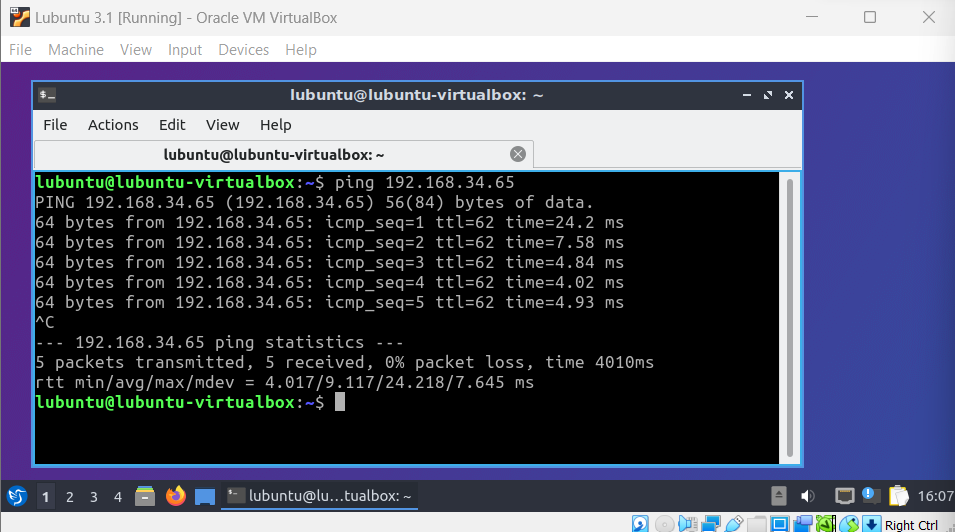 Lubuntu 3.1 [Running] - Oracle VM VirtualBox
File Machine View Input Devices Help
lubuntu@lubuntu-virtualbox: ~
File Actions Edit View Help
lubuntu@lubuntu-virtualbox: ~
lubuntu@lubuntu-virtualbox:~$ ping 192.168.34.65
PING 192.168.34.65 (192.168.34.65) 56(84) bytes of data.
64 bytes from 192.168.34.65: icmp_seq=1 ttl=62 time=24.2 ms
64 bytes from 192.168.34.65: icmp_seq=2 ttl=62 time=7.58 ms
64 bytes from 192.168.34.65: icmp_seq=3 ttl=62 time=4.84 ms
64 bytes from 192.168.34.65: icmp_seq=4 ttl=62 time=4.02 ms
64 bytes from 192.168.34.65: icmp_seq=5 ttl=62 time=4.93 ms
^C
--- 192.168.34.65 ping statistics ---
5 packets transmitted, 5 received, 0% packet loss, time 4010ms
rtt min/avg/max/mdev = 4.017/9.117/24.218/7.645 ms
lubuntu@lubuntu-virtualbox:~$
1 2 3 4 lubuntu@lu...tualbox: ~ 16:07
Right Ctrl